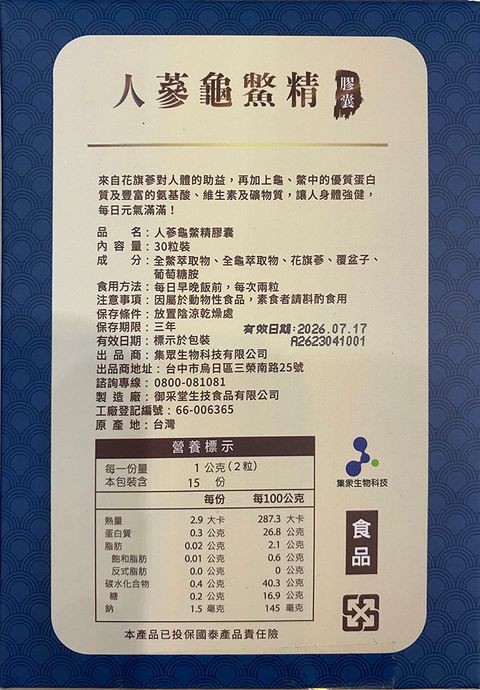 人蔘龜鱉精 膠囊
來自花旗蔘對人體的助益，再加上龜、鱉中的優質蛋白
質及豐富的氨基酸、維生素及礦物質，讓人身體強健，
每日元氣滿滿！
品名：人蔘龜鱉精膠囊
內容量：30粒裝
成分：全鱉萃取物、全龜萃取物、花旗蔘、覆盆子、
葡萄糖胺
食用方法：每日早晚飯前，每次兩粒
注意事項：因屬於動物性食品，素食者請斟酌食用
保存條件：放置陰涼乾燥處
保存期限：三年
有效日期:2026.07.17
有效日期：標示於包裝
A2623041001
出品商：集眾生物科技有限公司
出品商地址：台中市烏日區三榮南路25號
諮詢專線：0800-081081
製造廠：御采堂生技食品有限公司
工廠登記編號：66-006365
原產地：台灣
營養標示
每一份量 1 公克(2粒)
本包裝含 15 份
每份 每100公克
熱量 2.9 大卡 287.3 大卡
蛋白質 0.3 公克 26.8 公克
脂肪 0.02 公克 2.1 公克
飽和脂肪 0.01 公克 0.6 公克
反式脂肪 0.0 公克 0 公克
碳水化合物 0.4 公克 40.3 公克
糖 0.2 公克 16.9 公克
鈉 1.5 毫克 145 毫克
集眾生物科技
食品
本產品已投保國泰產品責任險